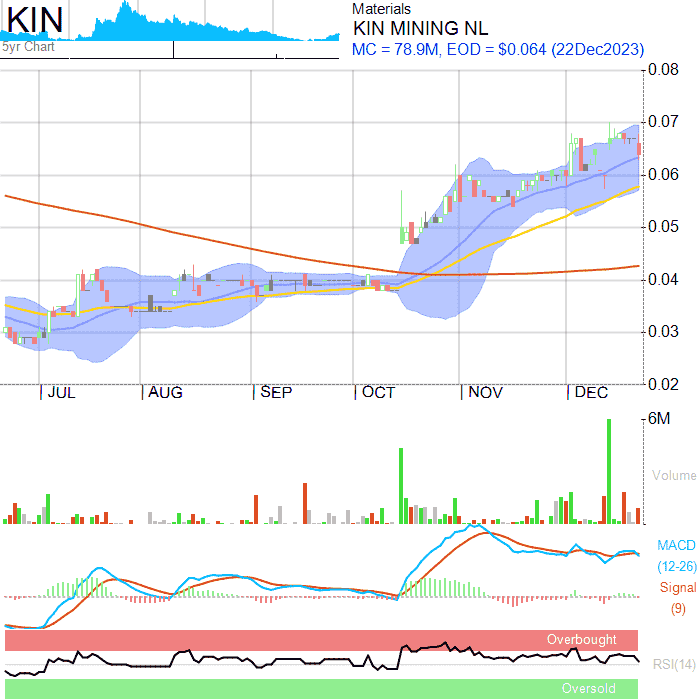 KIN
5yr Chart
Materials
KIN MINING NL
MC = 78.9M, EOD = $0.064 (22Dec2023)
0.08
0.07
0.06
0.05
0.04
0.03
0.02
JUL AUG SEP OCT NOV DEC
6M
Volume
MACD
(12-26)
Signal
(9)
Overbought
RSI(14)
Oversold